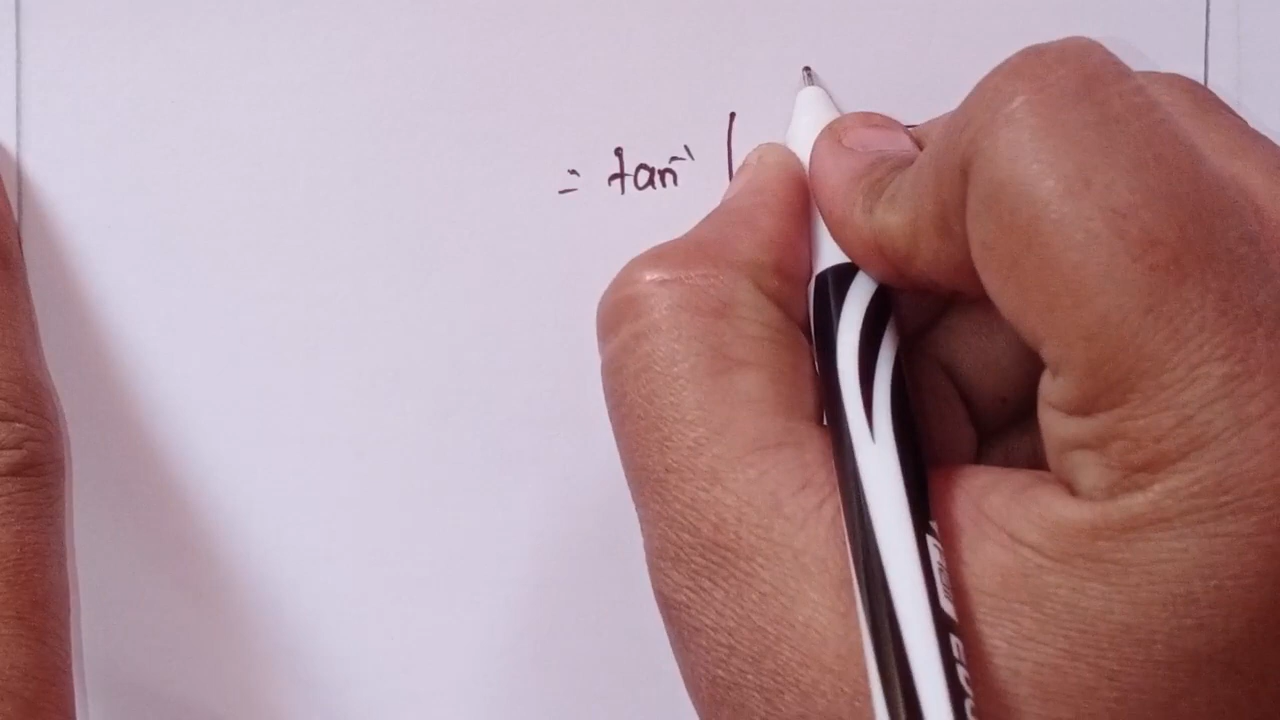 = tan⁻¹ |